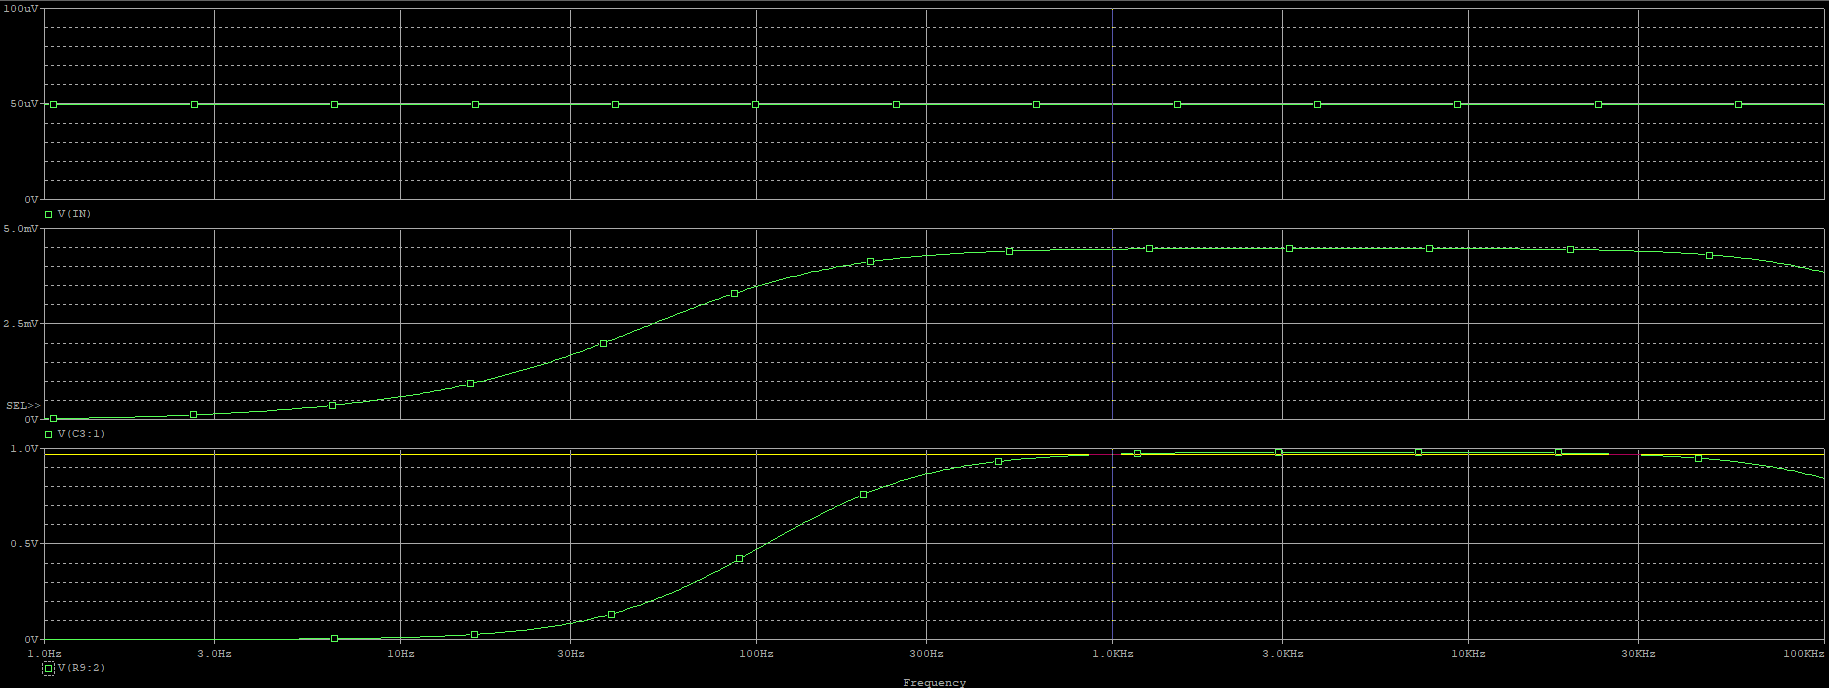 100uV
50uV
0V
V(IN)
5.0mV
2.5mV
SEL>>
0V
V(C3:1)
1.0V
0.5V
0V
1.0Hz 3.0Hz 10Hz 30Hz 100Hz 300Hz 1.0KHz 3.0KHz 10KHz 30KHz 100KHz
V(R9:2)
Frequency